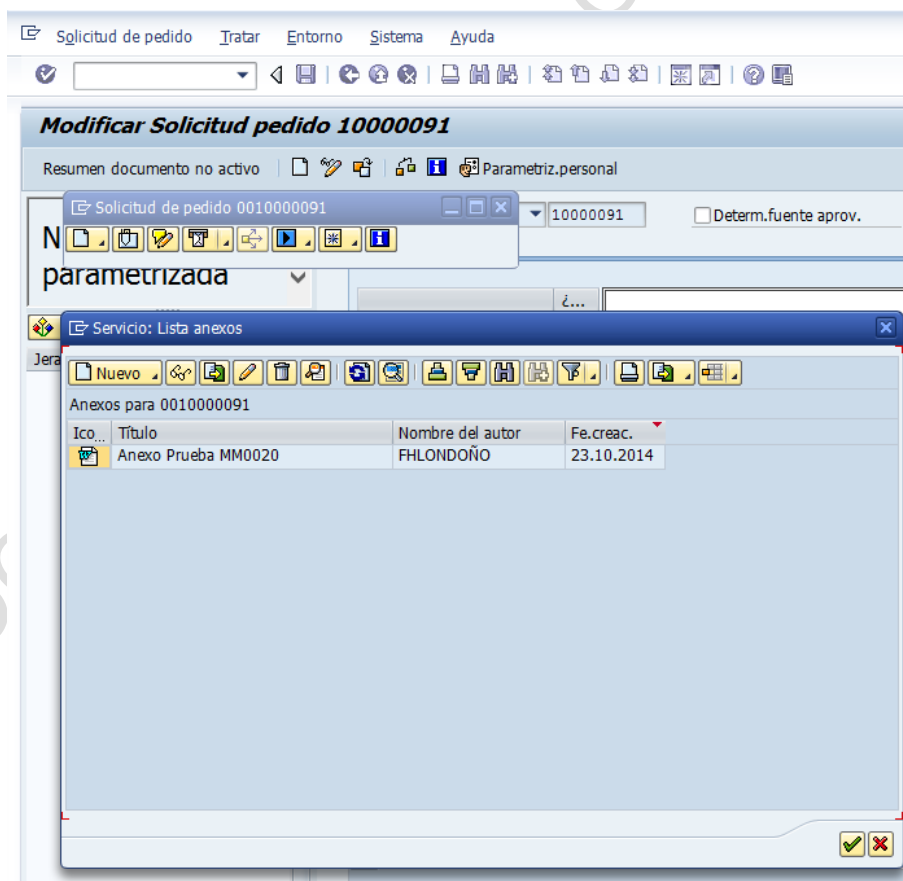 Solicitud de pedido Tratar Entorno Sistema Ayuda
Modificar Solicitud pedido 10000091
Resumen documento no activo Parametriz.personal
Solicitud de pedido 0010000091
10000091 Determ.fuente aprov.
N
parametrizada
¿...
Servicio: Lista anexos
Jera
Nuevo
Anexos para 0010000091
Ico... Título Nombre del autor Fe.creac.
Anexo Prueba MM0020 FHLONDOÑO 23.10.2014